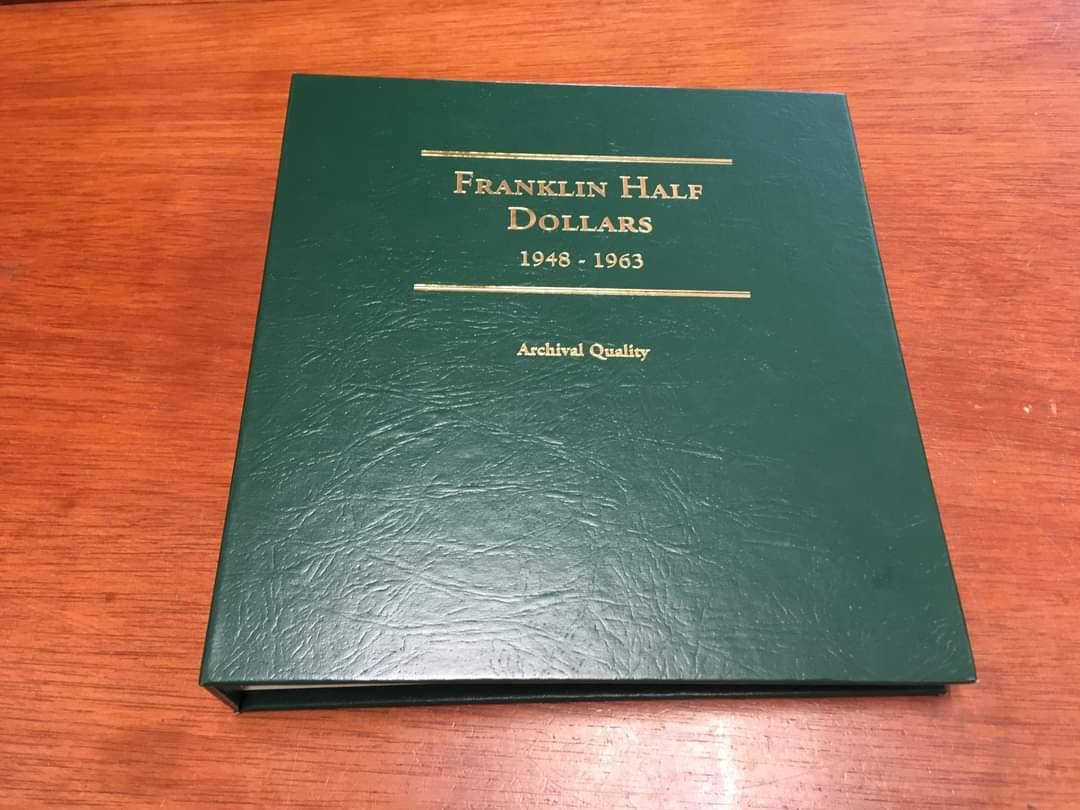 Franklin Half
Dollars
1948 - 1963
Archival Quality